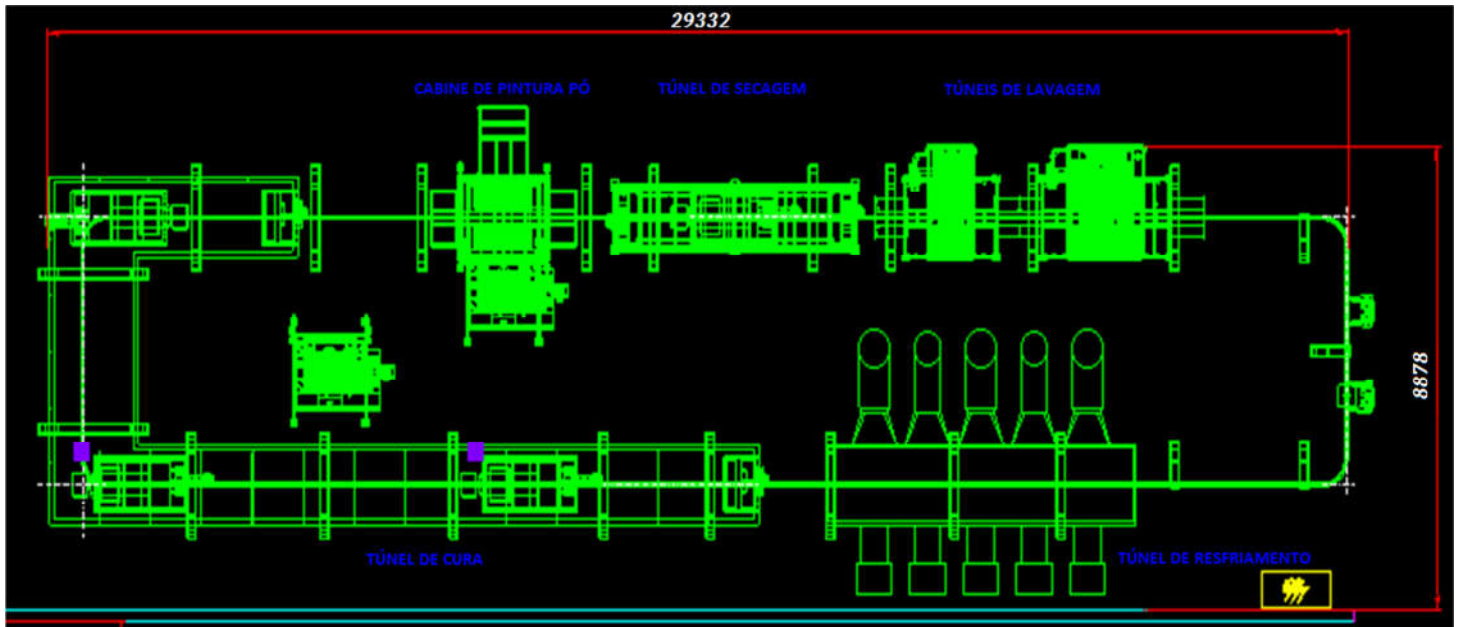 29332
CABINE DE PINTURA PÓ
TÚNEL DE SECAGEM
TÚNEIS DE LAVAGEM
8878
TÚNEL DE CURA
TÚNEL DE RESFRIAMENTO